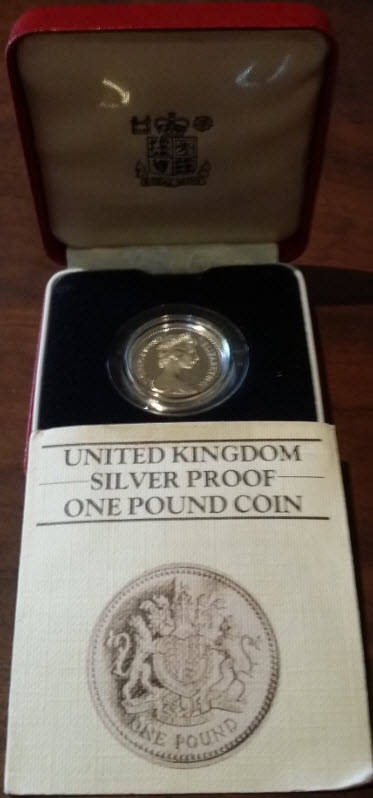 UNITED KINGDOM
SILVER PROOF
ONE POUND COIN
ONE POUND